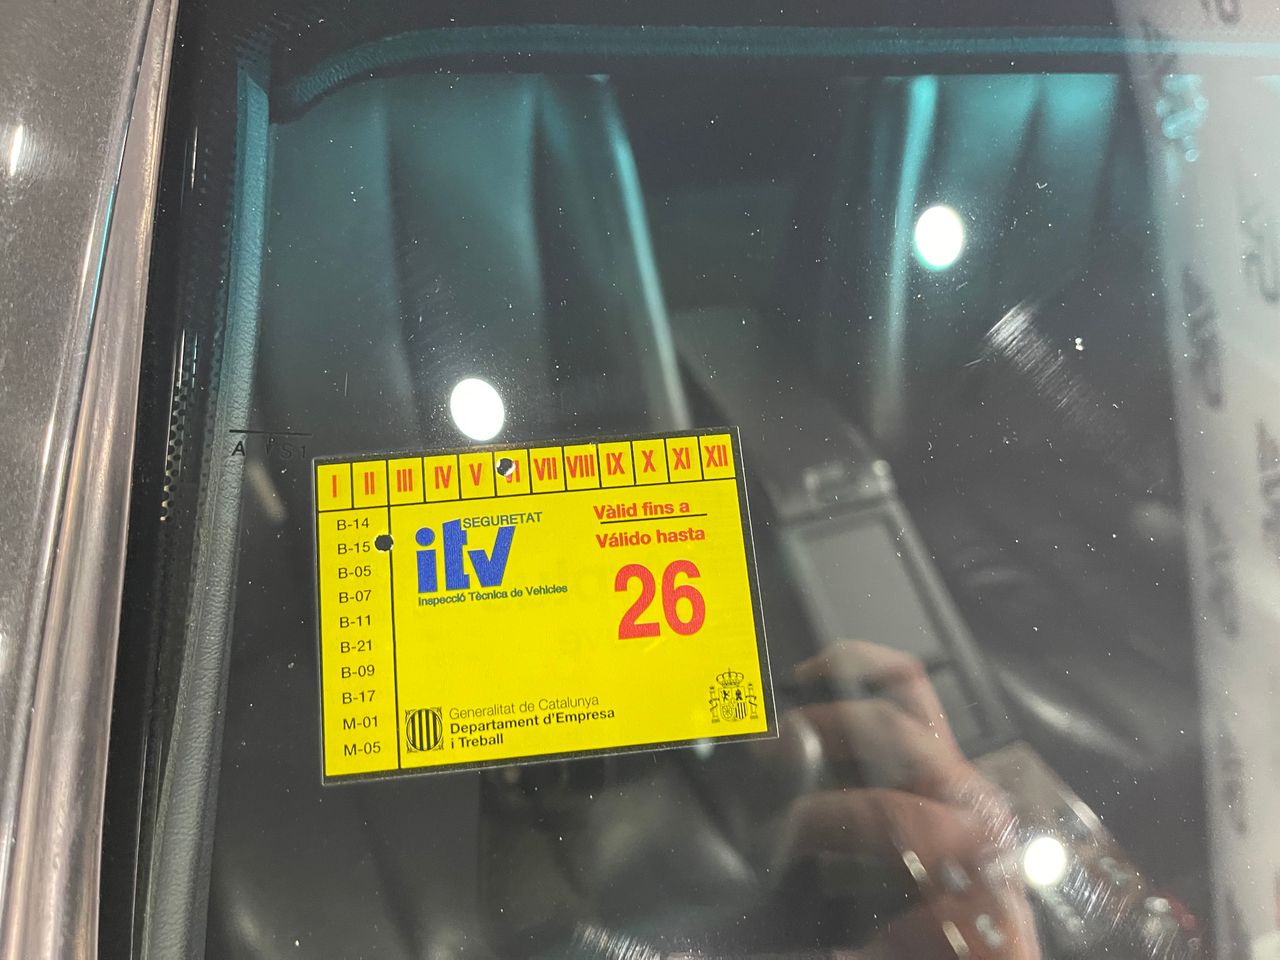 I II III IV V VI VII VIII IX X XI XII
B-14
B-15
B-05
B-07
B-11
B-21
B-09
B-17
M-01
M-05
SEGURETAT
itv
Inspecció Tècnica de Vehicles
Vàlid fins a
Válido hasta
26
Generalitat de Catalunya
Departament d'Empresa
i Treball